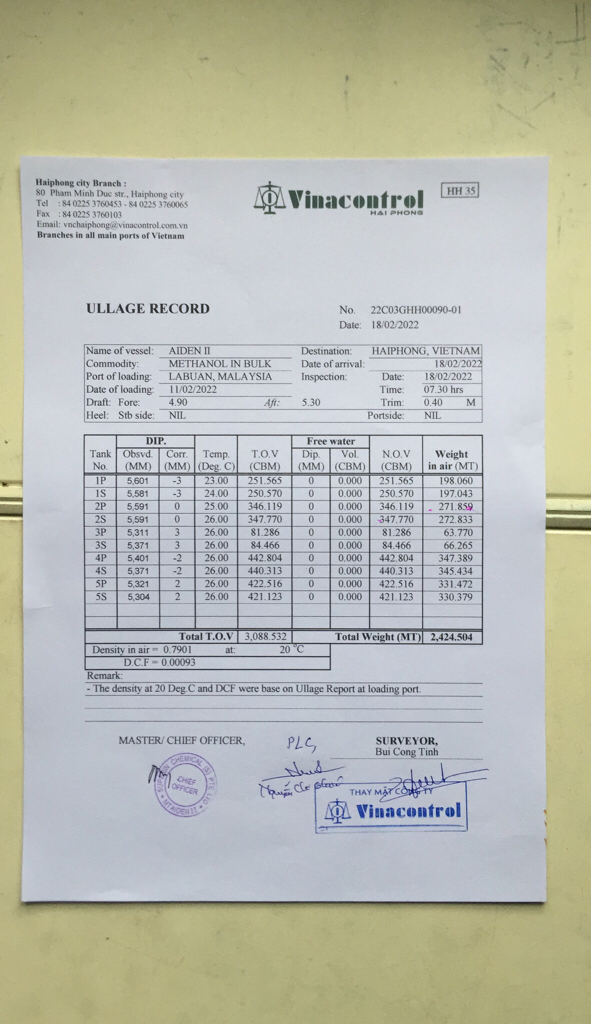 Haiphong city Branch :
80 Pham Minh Duc str., Haiphong city
Tel : 84 0225 3760453 - 84 0225 3760065
Fax : 84 0225 3760103
Email: vnchaiphong@vinacontrol.com.vn
Branches in all main ports of Vietnam
Vinacontrol
HAI PHONG
HH 35
ULLAGE RECORD
No. 22C03GHH00090-01
Date: 18/02/2022
Name of vessel: AIDEN II Destination: HAIPHONG, VIETNAM
Commodity: METHANOL IN BULK Date of arrival: 18/02/2022
Port of loading: LABUAN, MALAYSIA Inspection: Date: 18/02/2022
Date of loading: 11/02/2022 Time: 07.30 hrs
Draft: Fore: 4.90 Aft: 5.30 Trim: 0.40 M
Heel: Stb side: NIL Portside: NIL
DIP. Free water
Tank Obsvd. Corr. Temp. T.O.V Dip. Vol. N.O.V Weight
No. (MM) (MM) (Deg. C) (CBM) (MM) (CBM) (CBM) in air (MT)
1P 5,601 -3 23.00 251.565 0 0.000 251.565 198.060
1S 5,581 -3 24.00 250.570 0 0.000 250.570 197.043
2P 5,591 0 25.00 346.119 0 0.000 346.119 271.859
2S 5,591 0 26.00 347.770 0 0.000 347.770 272.833
3P 5,311 3 26.00 81.286 0 0.000 81.286 63.770
3S 5,371 3 26.00 84.466 0 0.000 84.466 66.265
4P 5,401 -2 26.00 442.804 0 0.000 442.804 347.389
4S 5,371 -2 26.00 440.313 0 0.000 440.313 345.434
5P 5,321 2 26.00 422.516 0 0.000 422.516 331.472
5S 5,304 2 26.00 421.123 0 0.000 421.123 330.379
Total T.O.V 3,088.532 Total Weight (MT) 2,424.504
Density in air = 0.7901 at: 20 °C
D.C.F = 0.00093
Remark:
- The density at 20 Deg.C and DCF were base on Ullage Report at loading port.
MASTER/ CHIEF OFFICER, PLC, SURVEYOR,
Bui Cong Tinh
CHEMICAL (S) PTE LTD
CHIEF
OFFICER
MT AIDEN II
THAY MẶT CÔNG TY
Vinacontrol